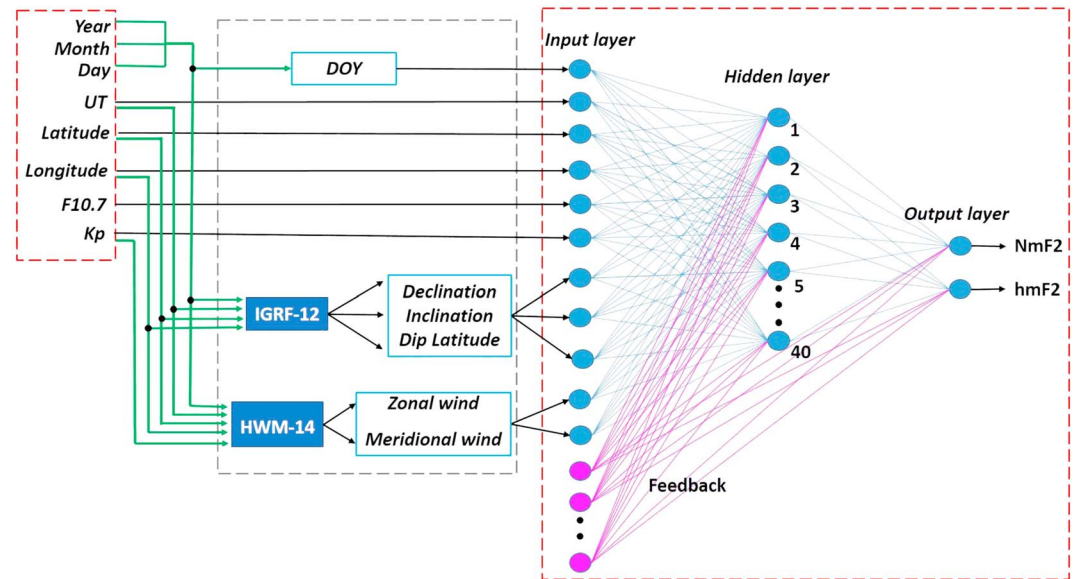 Year
Month
Day
UT
Latitude
Longitude
F10.7
Kp
DOY
IGRF-12
Declination
Inclination
Dip Latitude
HWM-14
Zonal wind
Meridional wind
Input layer
Hidden layer
1
2
3
4
5
40
Feedback
Output layer
NmF2
hmF2